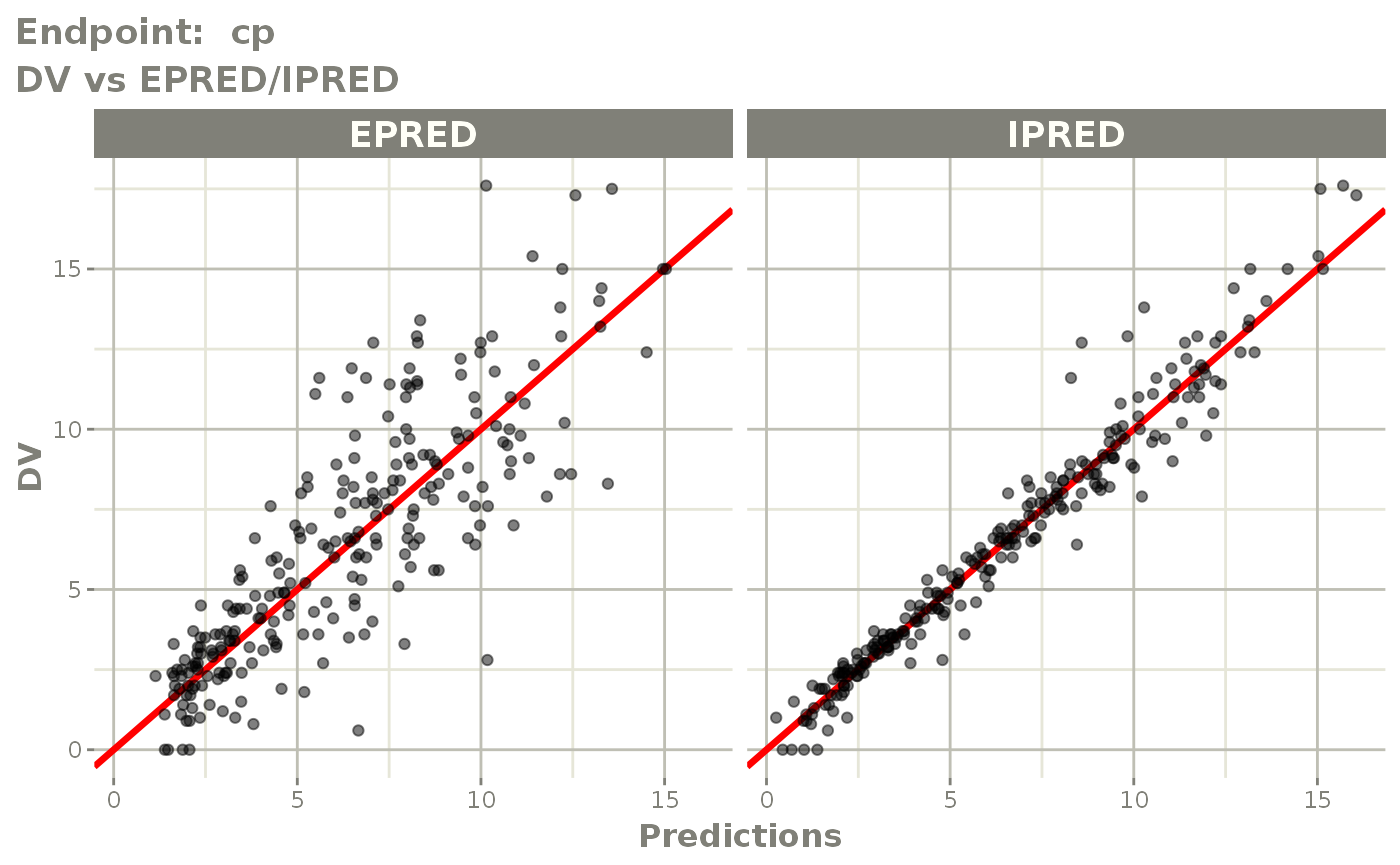 Endpoint:  cp
DV vs EPRED/IPRED
EPRED IPRED
15
10
5
0
DV
0 5 10 15 0 5 10 15
Predictions